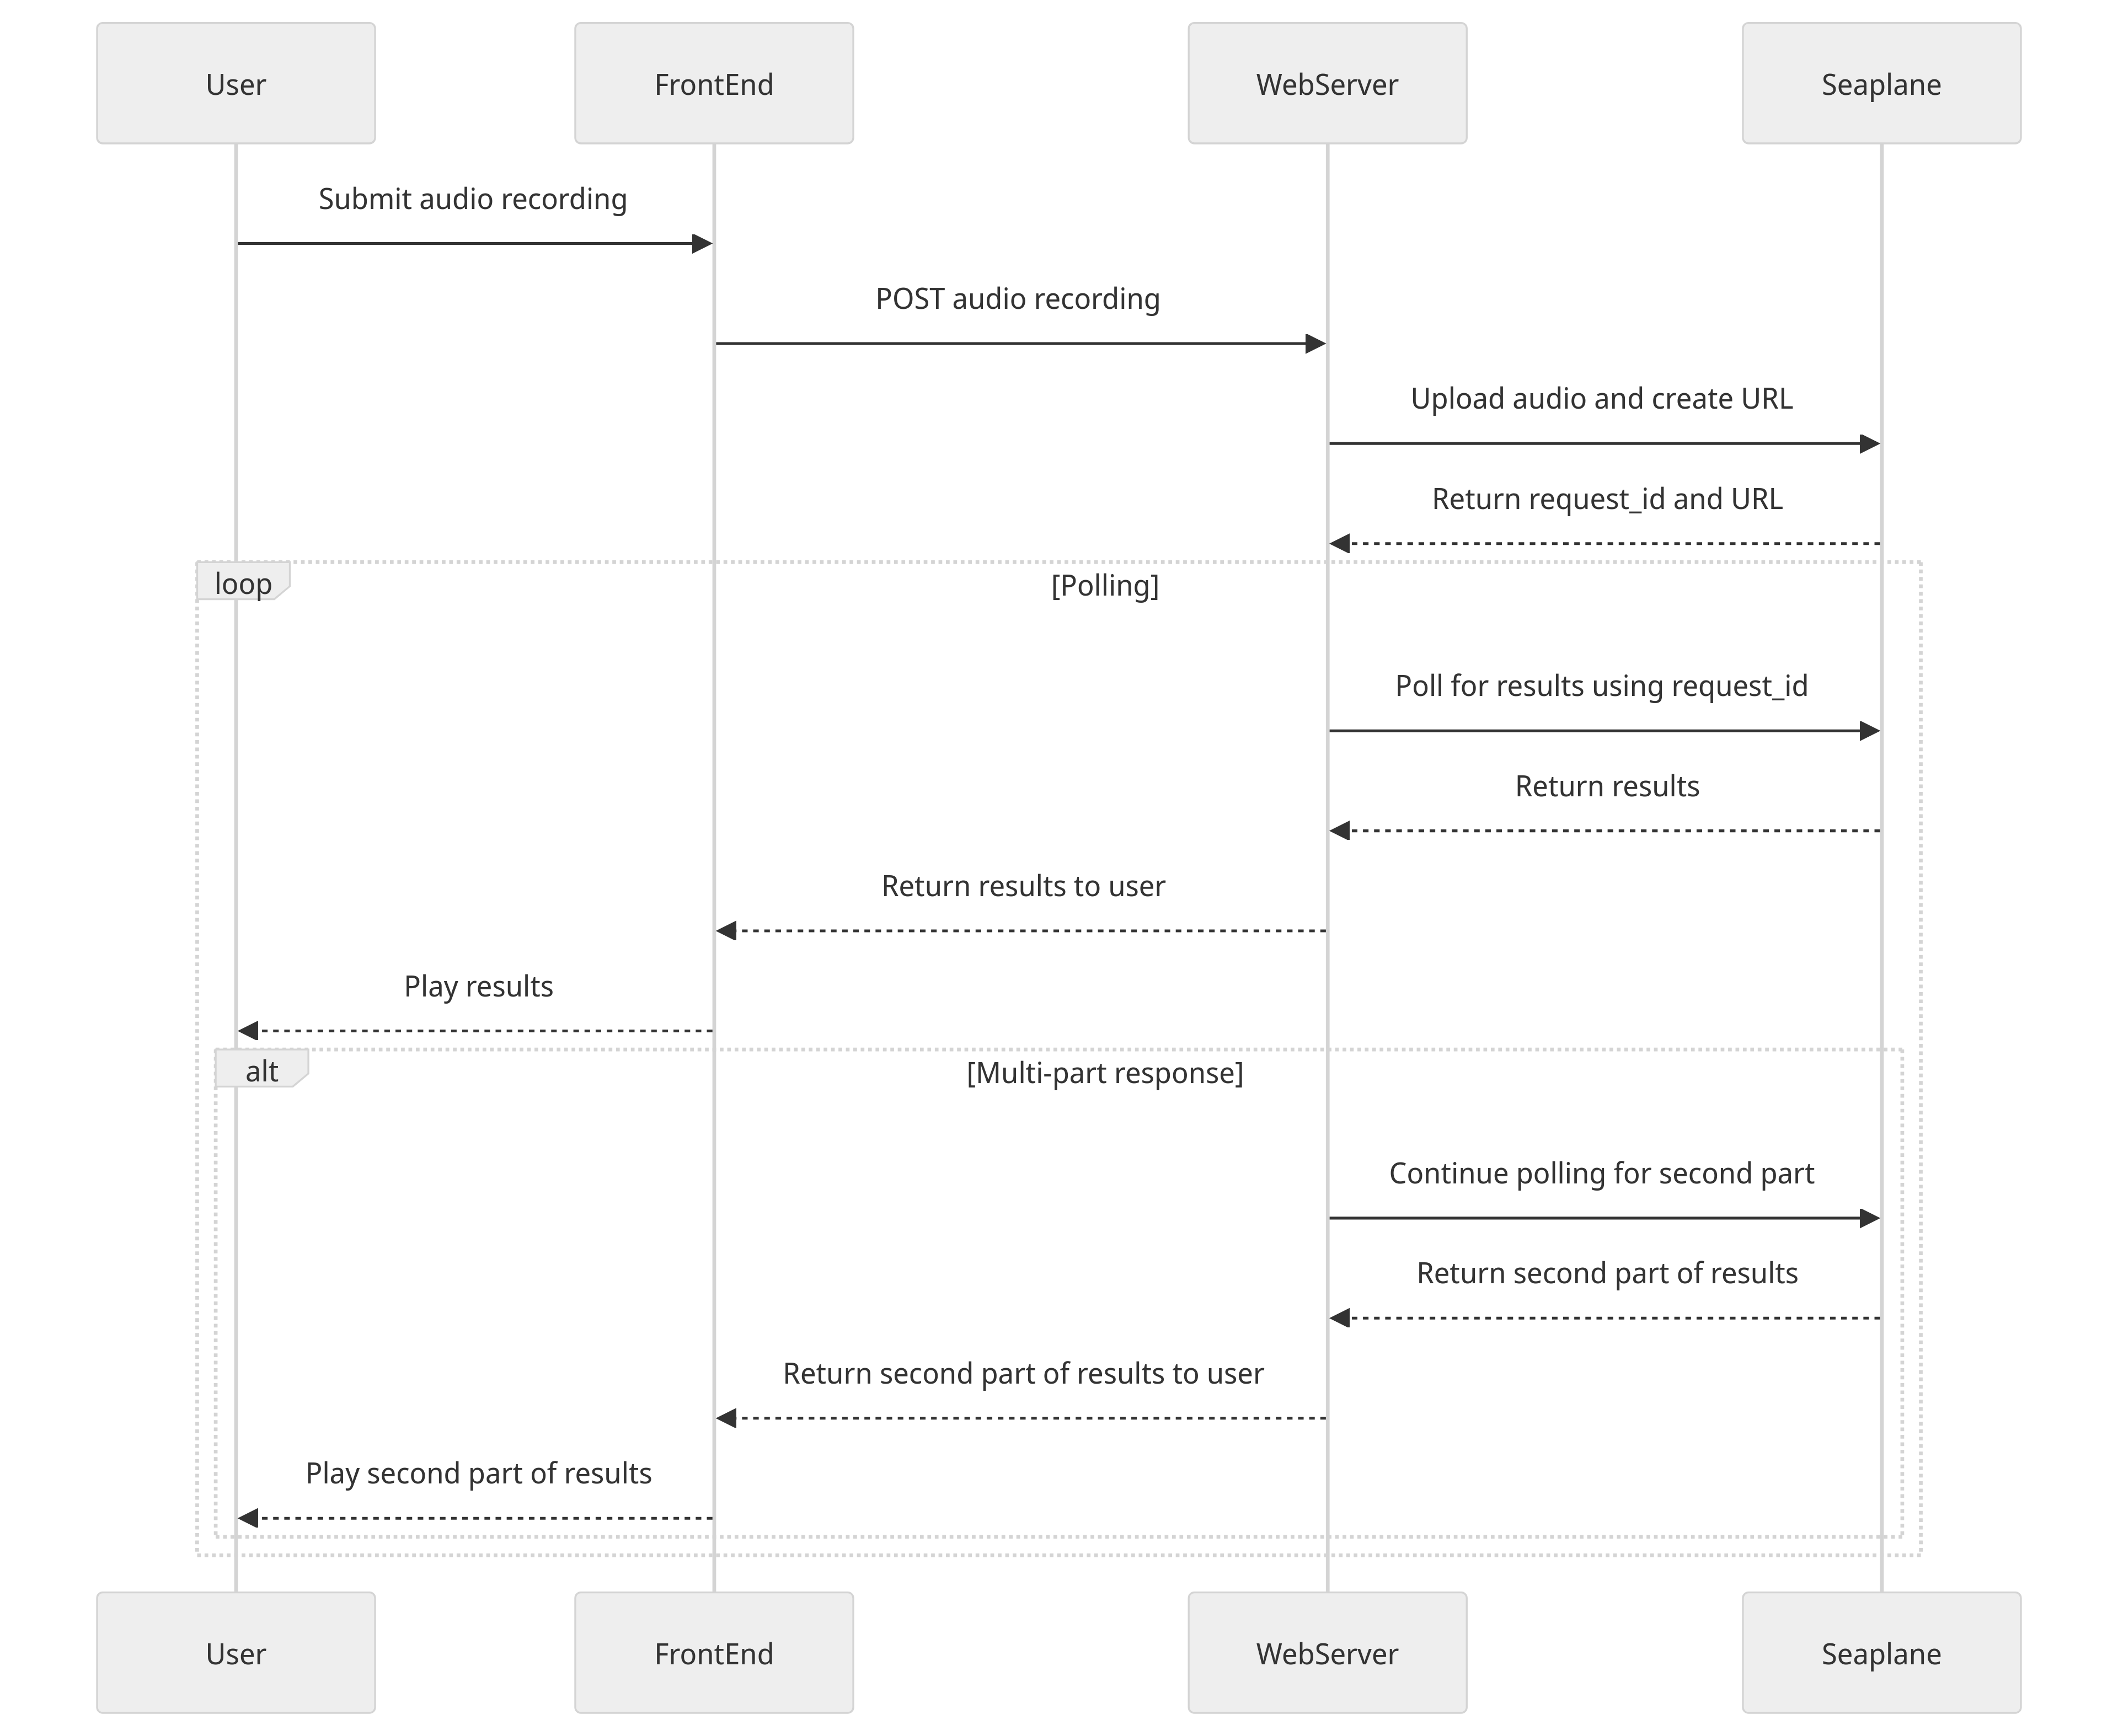 User
FrontEnd
WebServer
Seaplane
Submit audio recording
POST audio recording
Upload audio and create URL
Return request_id and URL
loop
[Polling]
Poll for results using request_id
Return results
Return results to user
Play results
alt
[Multi-part response]
Continue polling for second part
Return second part of results
Return second part of results to user
Play second part of results
User
FrontEnd
WebServer
Seaplane